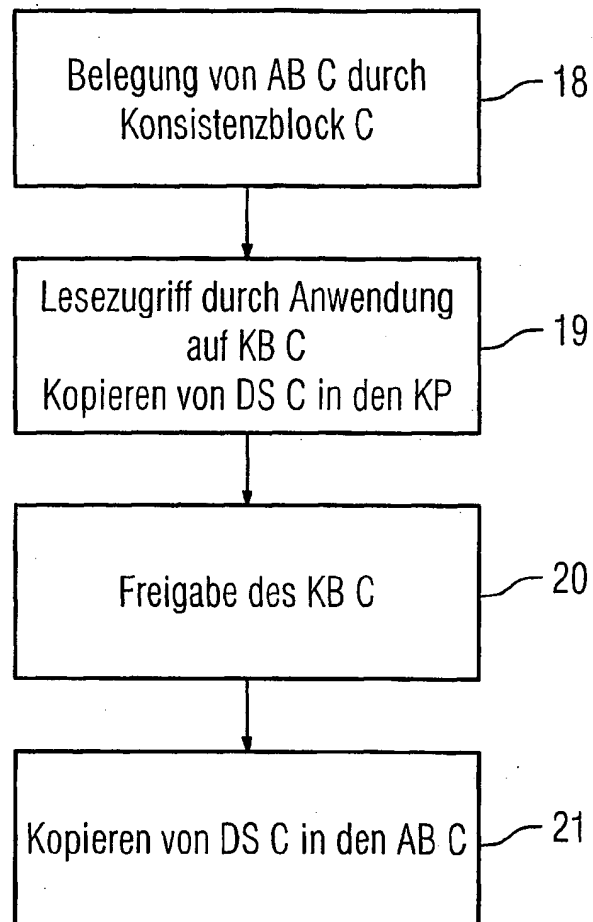 Belegung von AB C durch
Konsistenzblock C
18
Lesezugriff durch Anwendung
auf KB C
Kopieren von DS C in den KP
19
Freigabe des KB C
20
Kopieren von DS C in den AB C
21